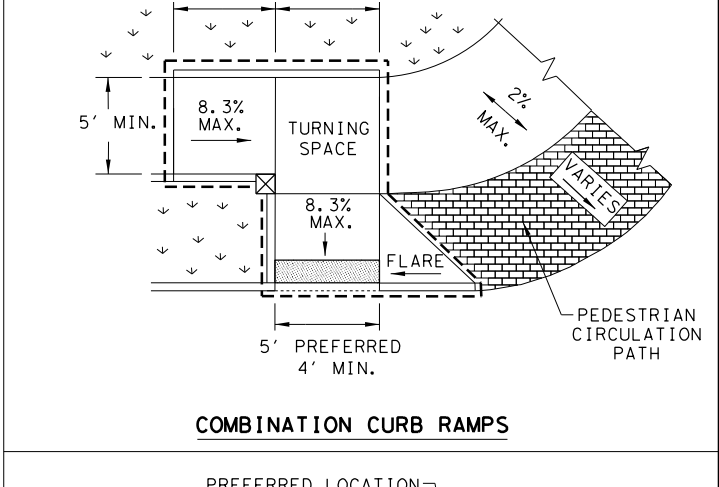 8.3%
MAX.
5' MIN.
TURNING
SPACE
2%
MAX.
VARIES
8.3%
MAX.
FLARE
PEDESTRIAN
CIRCULATION
PATH
5' PREFERRED
4' MIN.
COMBINATION CURB RAMPS
PREFERRED LOCATION